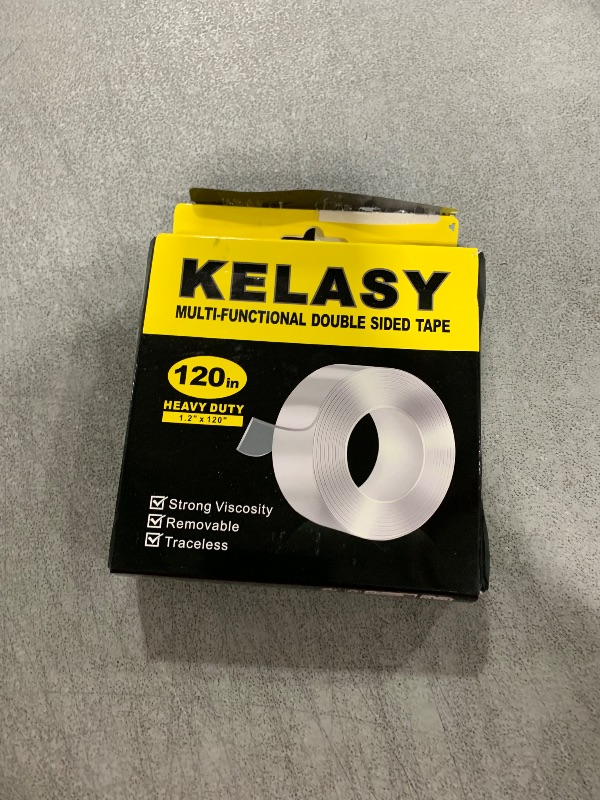 KELASY
MULTI-FUNCTIONAL DOUBLE SIDED TAPE
120in
HEAVY DUTY
1.2" x 120"
Strong Viscosity
Removable
Traceless